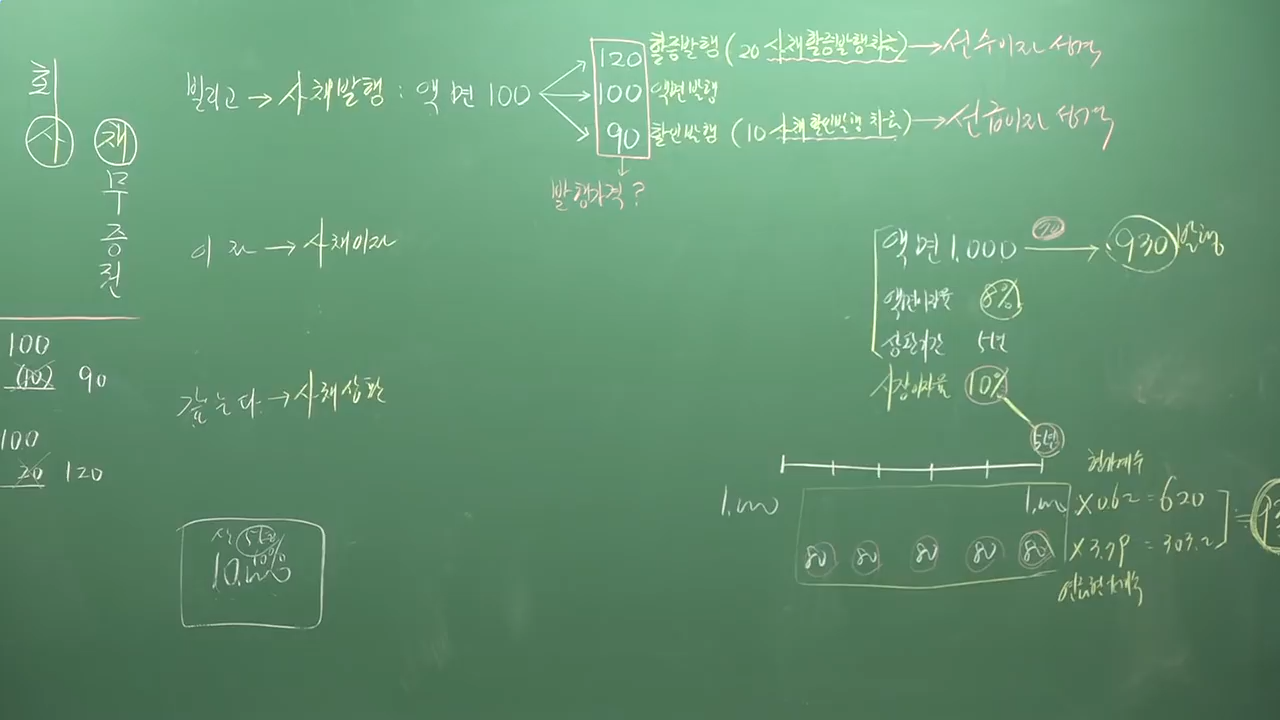 회
사 채
무
증
권
100
(10) 90
100
20 120
빌리고 → 사채발행 : 액면 100
120 할증발행 (20 사채할증발행차금) → 선수이자 성격
100 액면발행
90 할인발행 (10 사채할인발행차금) → 선급이자 성격
발행가격?
이자 → 사채이자
갚는다 → 사채상환
5년
10%
액면 1,000 → 930 발행
70
액면이자율 8%
상환기간 5년
시장이자율 10%
5년
현가계수
1,000 1,000 × 0.62 = 620
80 80 80 80 80 × 3.79 = 303.2
연금현가계수